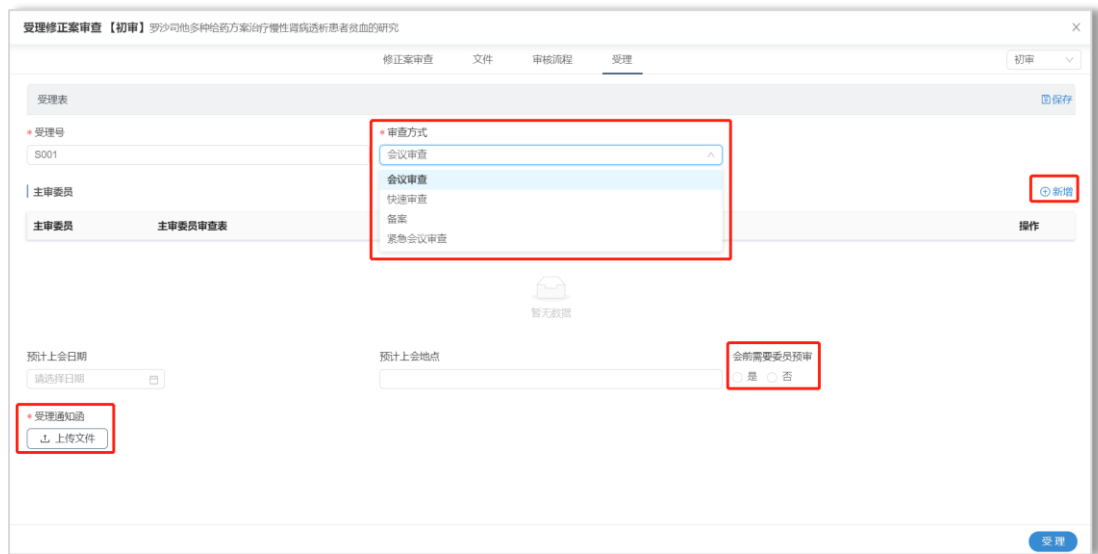 受理修正案审查 【初审】 罗沙司他多种给药方案治疗慢性肾病透析患者贫血的研究
修正案审查 文件 审核流程 受理 初审
受理表 保存
* 受理号 * 审查方式
S001 会议审查
会议审查
主审委员 新增
快速审查
备案
主审委员 主审委员审查表 操作
紧急会议审查
暂无数据
预计上会日期 预计上会地点 会前需要委员预审
请选择日期 是 否
* 受理通知函
上传文件
受 理